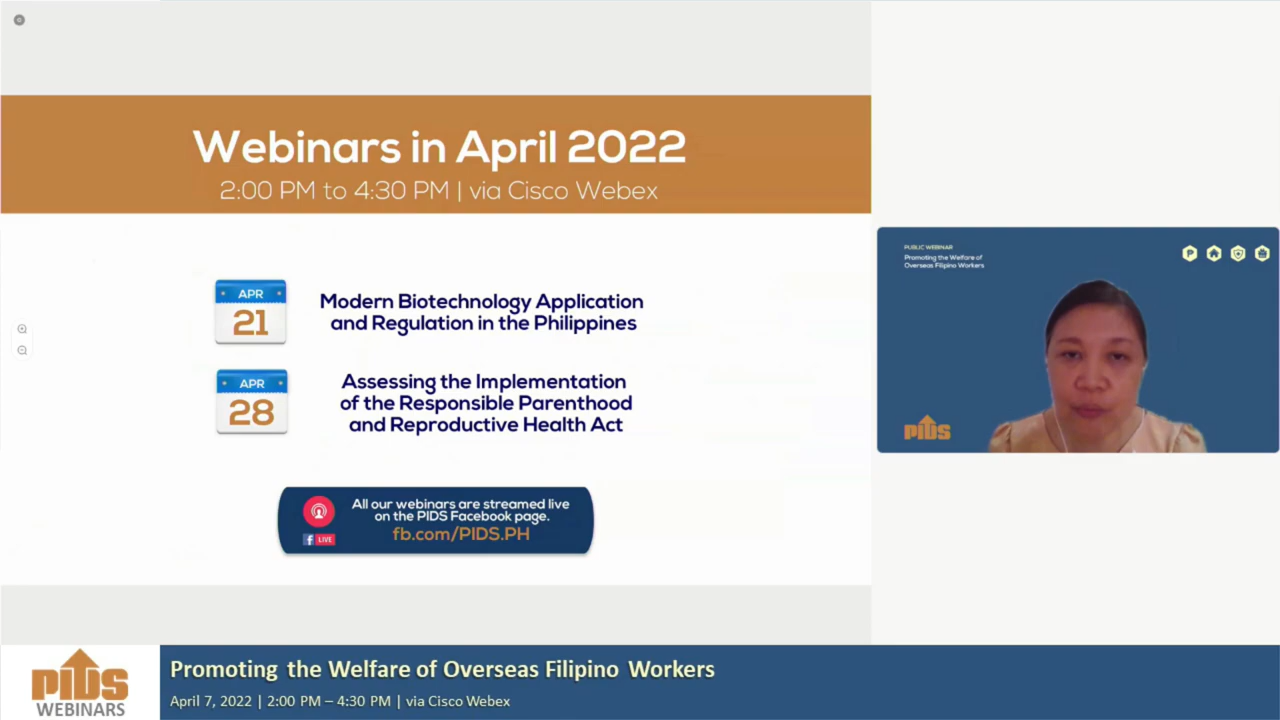 Webinars in April 2022
2:00 PM to 4:30 PM | via Cisco Webex
APR
21
Modern Biotechnology Application
and Regulation in the Philippines
APR
28
Assessing the Implementation
of the Responsible Parenthood
and Reproductive Health Act
All our webinars are streamed live
on the PIDS Facebook page.
fb.com/PIDS.PH
f LIVE
PUBLIC WEBINAR
Promoting the Welfare of
Overseas Filipino Workers
P
PIDS
PIDS
WEBINARS
Promoting the Welfare of Overseas Filipino Workers
April 7, 2022 | 2:00 PM – 4:30 PM | via Cisco Webex